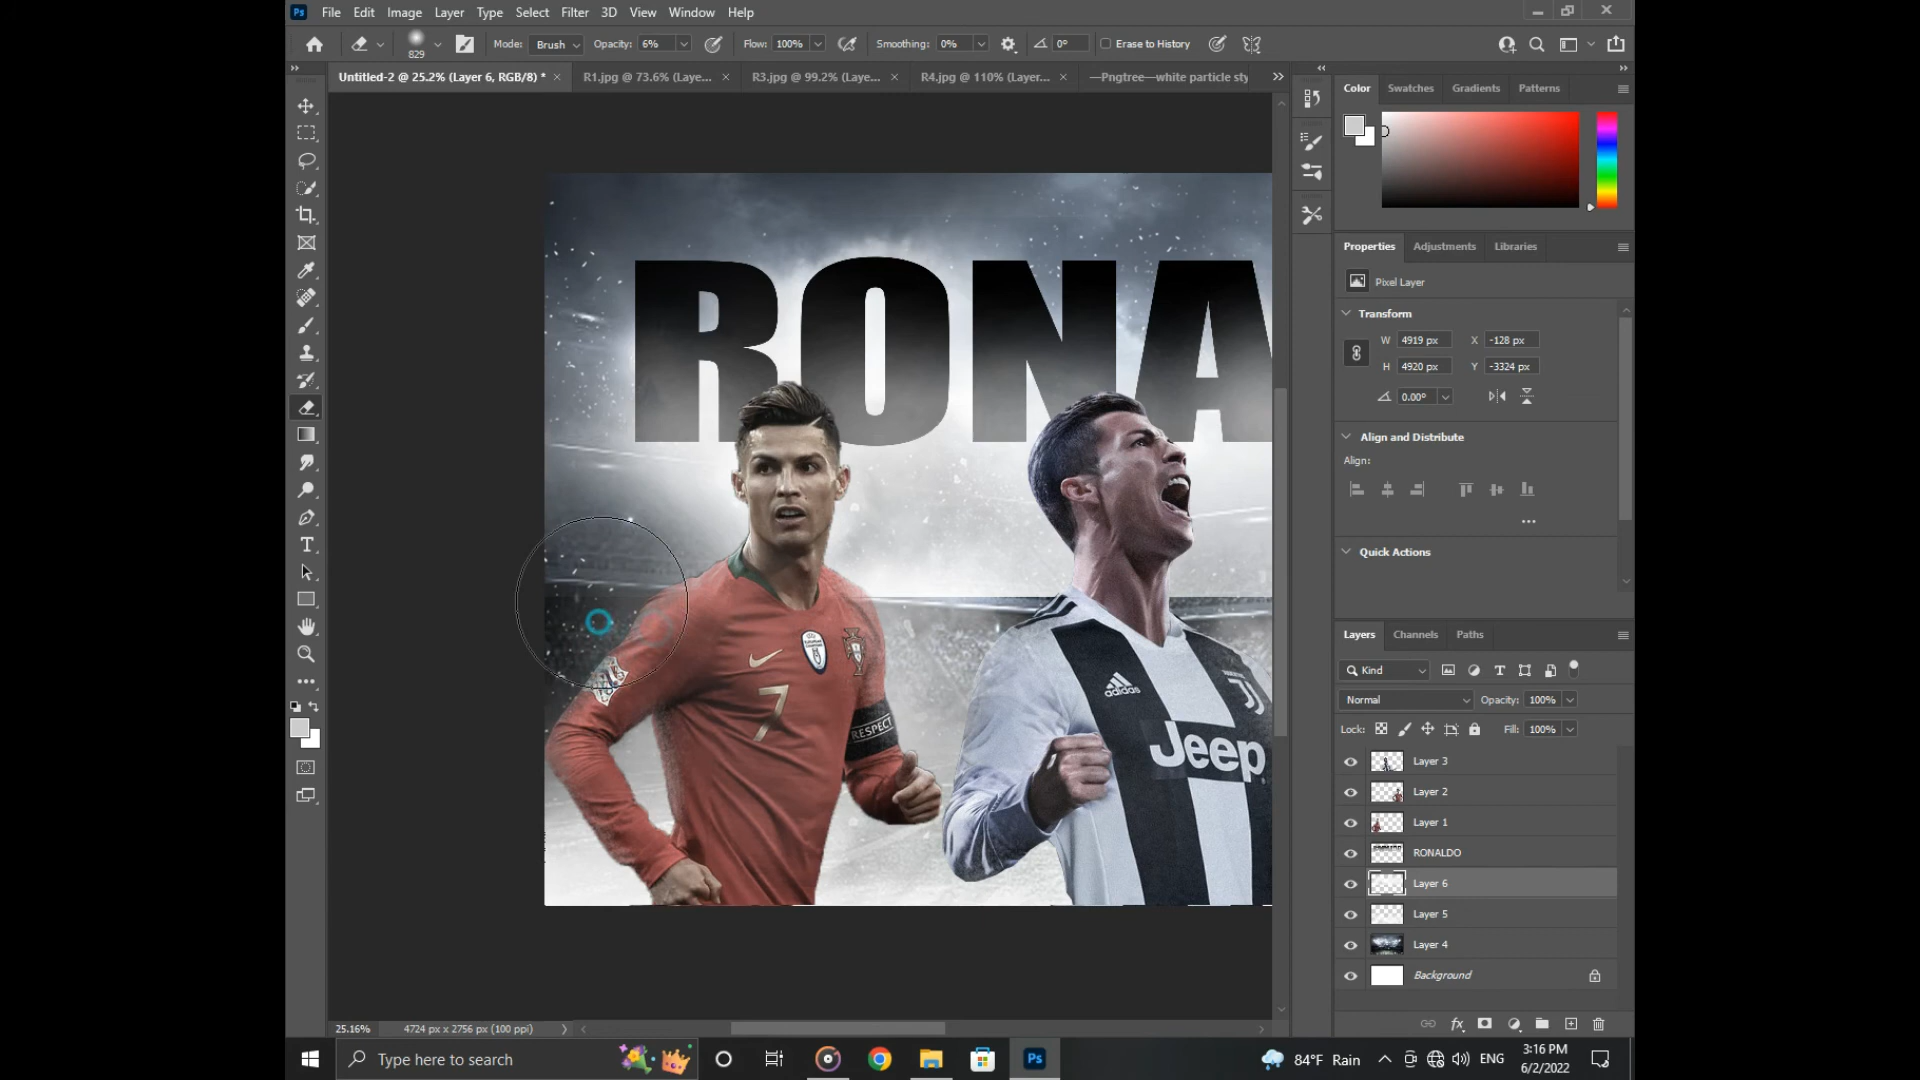 Ps File Edit Image Layer Type Select Filter 3D View Window Help
829 Mode: Brush Opacity: 6% Flow: 100% Smoothing: 0% 0° Erase to History
Untitled-2 @ 25.2% (Layer 6, RGB/8) * × R1.jpg @ 73.6% (Laye... × R3.jpg @ 99.2% (Laye... × R4.jpg @ 110% (Layer... × —Pngtree—white particle sty
Color Swatches Gradients Patterns
Properties Adjustments Libraries
Pixel Layer
Transform
W 4919 px X -128 px
H 4920 px Y -3324 px
0.00°
Align and Distribute
Align:
Quick Actions
RONA
7
RESPECT
adidas
Jeep
Layers Channels Paths
Kind
Normal Opacity: 100%
Lock: Fill: 100%
Layer 3
Layer 2
Layer 1
RONALDO
Layer 6
Layer 5
Layer 4
Background
25.16% 4724 px x 2756 px (100 ppi)
Type here to search
Ps
84°F Rain ENG
3:16 PM
6/2/2022